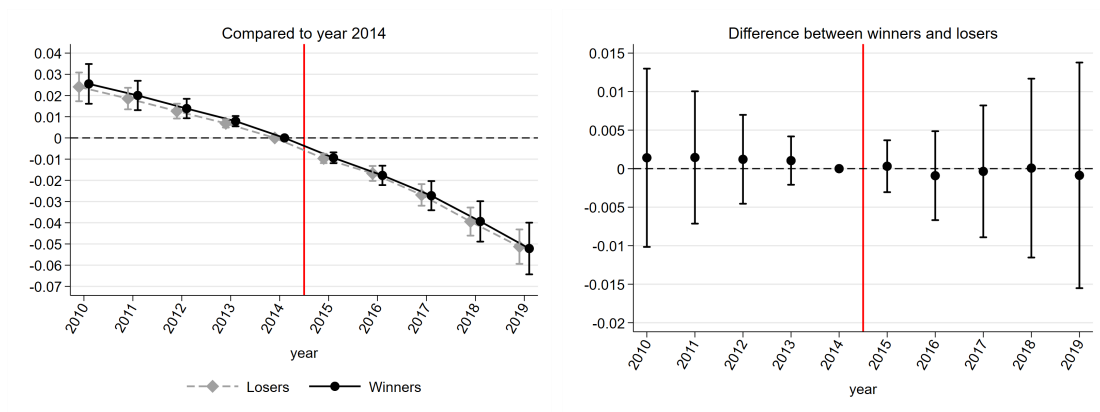 Compared to year 2014
0.04
0.03
0.02
0.01
0
-0.01
-0.02
-0.03
-0.04
-0.05
-0.06
-0.07
2010 2011 2012 2013 2014 2015 2016 2017 2018 2019
year
Losers Winners
Difference between winners and losers
0.015
0.01
0.005
0
-0.005
-0.01
-0.015
-0.02
2010 2011 2012 2013 2014 2015 2016 2017 2018 2019
year